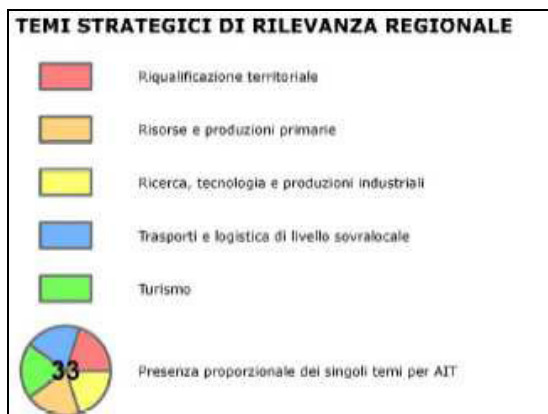 TEMI STRATEGICI DI RILEVANZA REGIONALE
Riqualificazione territoriale
Risorse e produzioni primarie
Ricerca, tecnologia e produzioni industriali
Trasporti e logistica di livello sovralocale
Turismo
33
Presenza proporzionale dei singoli temi per AIT